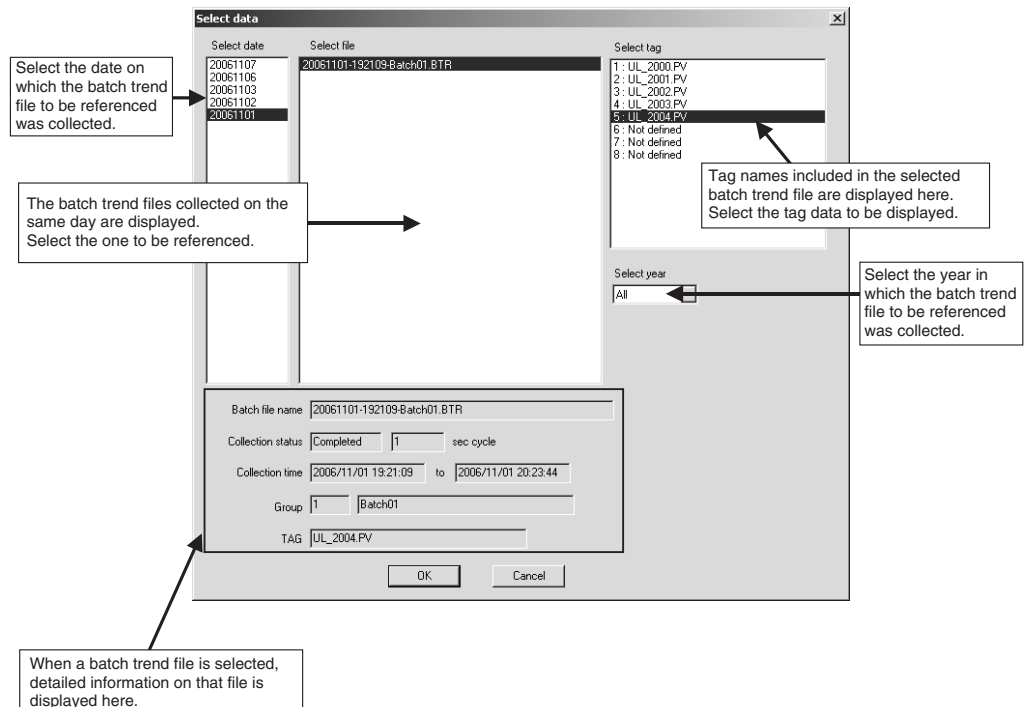 Select data
Select date
Select file
Select tag
20061107
20061106
20061103
20061102
20061101
20061101-192109-Batch01.BTR
1 : UL_2000.PV
2 : UL_2001.PV
3 : UL_2002.PV
4 : UL_2003.PV
5 : UL_2004.PV
6 : Not defined
7 : Not defined
8 : Not defined
Select the date on
which the batch trend
file to be referenced
was collected.
Tag names included in the selected
batch trend file are displayed here.
Select the tag data to be displayed.
The batch trend files collected on the
same day are displayed.
Select the one to be referenced.
Select year
All
Select the year in
which the batch trend
file to be referenced
was collected.
Batch file name 20061101-192109-Batch01.BTR
Collection status Completed 1 sec cycle
Collection time 2006/11/01 19:21:09 to 2006/11/01 20:23:44
Group 1 Batch01
TAG UL_2004.PV
OK Cancel
When a batch trend file is selected,
detailed information on that file is
displayed here.